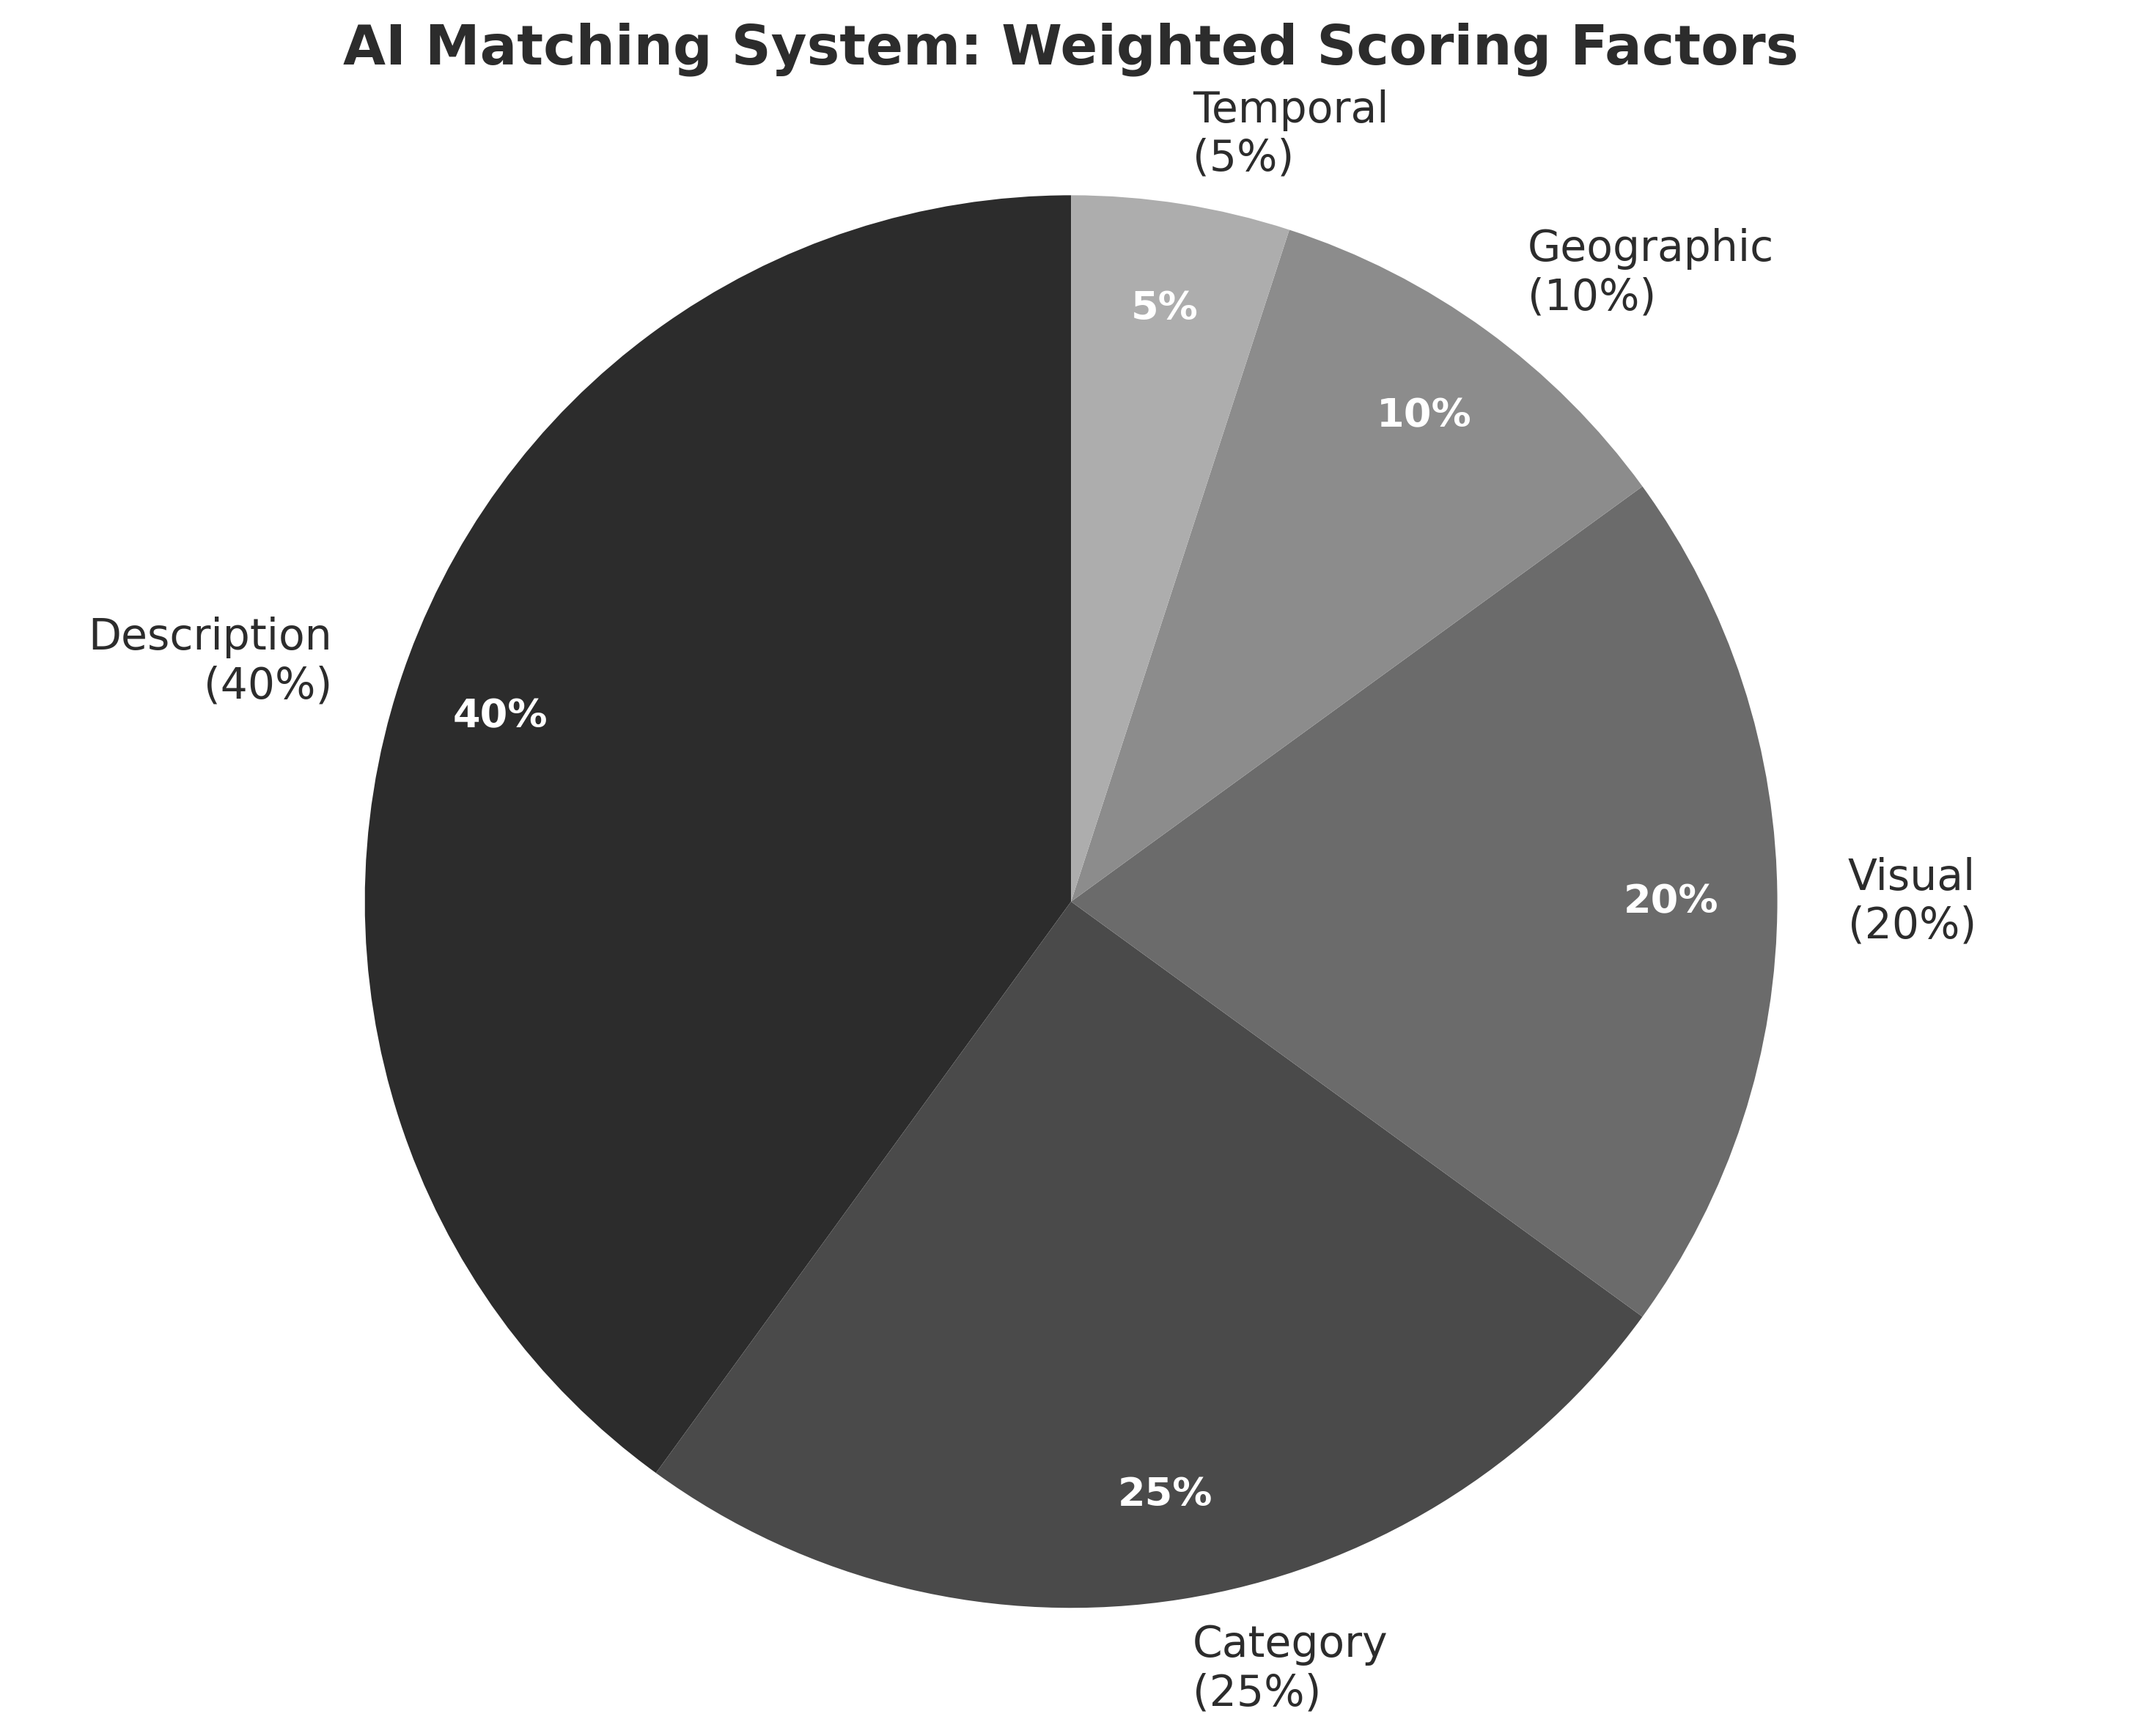 AI Matching System: Weighted Scoring Factors
Temporal
(5%)
Geographic
(10%)
5%
10%
Description
(40%)
40%
Visual
(20%)
20%
25%
Category
(25%)